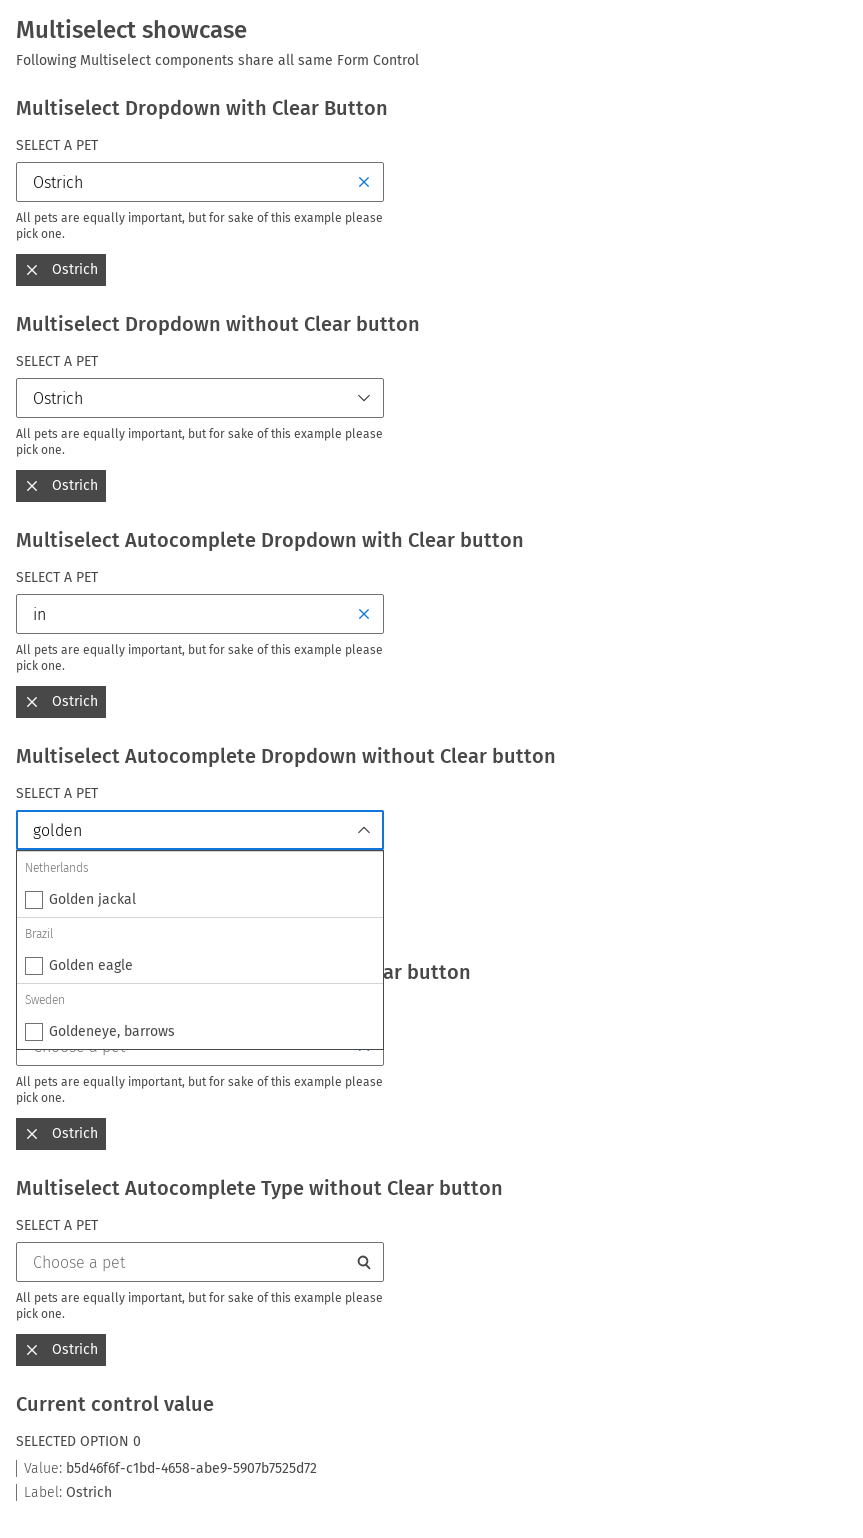 Multiselect showcase
Following Multiselect components share all same Form Control
Multiselect Dropdown with Clear Button
SELECT A PET
Ostrich
All pets are equally important, but for sake of this example please
pick one.
Ostrich
Multiselect Dropdown without Clear button
SELECT A PET
Ostrich
All pets are equally important, but for sake of this example please
pick one.
Ostrich
Multiselect Autocomplete Dropdown with Clear button
SELECT A PET
in
All pets are equally important, but for sake of this example please
pick one.
Ostrich
Multiselect Autocomplete Dropdown without Clear button
SELECT A PET
golden
Netherlands
Golden jackal
Brazil
Golden eagle
ar button
Sweden
Goldeneye, barrows
All pets are equally important, but for sake of this example please
pick one.
Ostrich
Multiselect Autocomplete Type without Clear button
SELECT A PET
Choose a pet
All pets are equally important, but for sake of this example please
pick one.
Ostrich
Current control value
SELECTED OPTION 0
Value: b5d46f6f-c1bd-4658-abe9-5907b7525d72
Label: Ostrich